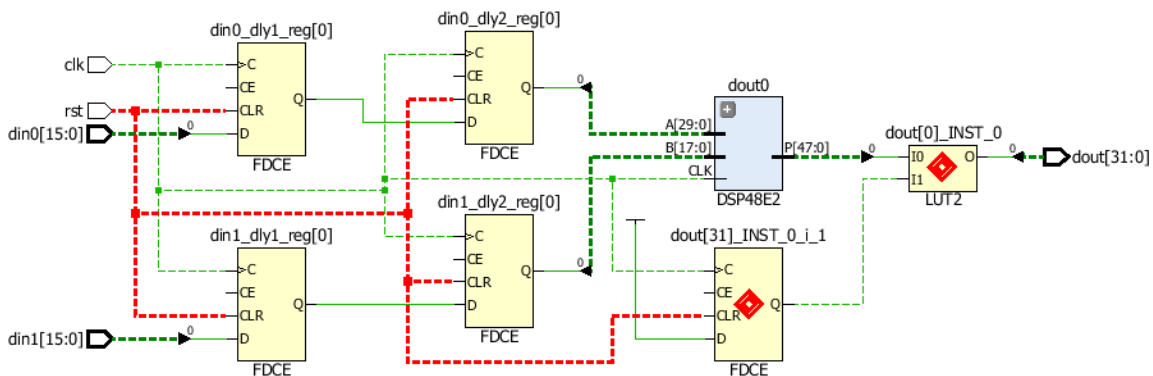 din0_dly1_reg[0]
din0_dly2_reg[0]
clk
rst
din0[15:0]
0
C
CE
CLR
D
Q
FDCE
C
CE
CLR
D
Q
FDCE
0
dout0
+
A[29:0]
B[17:0]
CLK
P[47:0]
DSP48E2
0
dout[0]_INST_0
I0
I1
O
LUT2
0
dout[31:0]
din1_dly1_reg[0]
din1_dly2_reg[0]
din1[15:0]
0
C
CE
CLR
D
Q
FDCE
C
CE
CLR
D
Q
FDCE
0
dout[31]_INST_0_i_1
C
CE
CLR
D
Q
FDCE